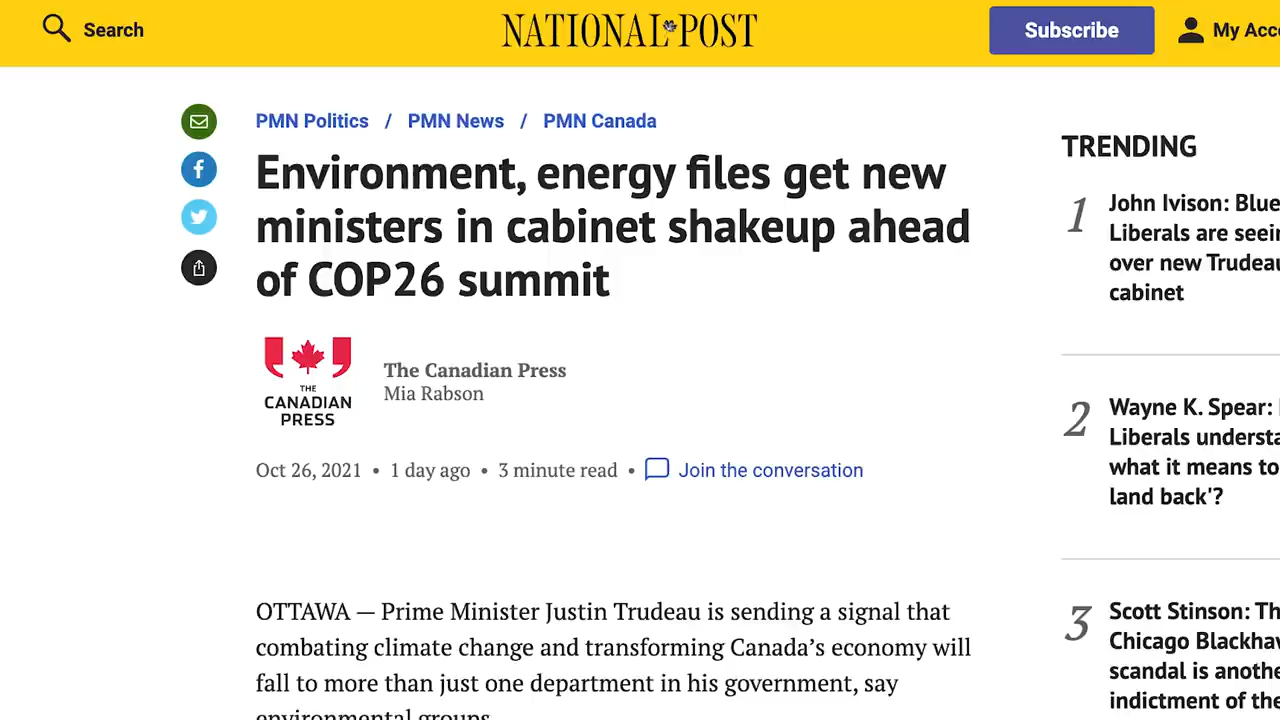 Search
NATIONAL POST
Subscribe
My Acc
PMN Politics / PMN News / PMN Canada
Environment, energy files get new
ministers in cabinet shakeup ahead
of COP26 summit
THE
CANADIAN
PRESS
The Canadian Press
Mia Rabson
Oct 26, 2021 • 1 day ago • 3 minute read • Join the conversation
OTTAWA — Prime Minister Justin Trudeau is sending a signal that
combating climate change and transforming Canada’s economy will
fall to more than just one department in his government, say
environmental groups.
TRENDING
1
John Ivison: Blue
Liberals are seei
over new Trudeau
cabinet
2
Wayne K. Spear:
Liberals understa
what it means to
land back'?
3
Scott Stinson: Th
Chicago Blackhaw
scandal is anothe
indictment of the